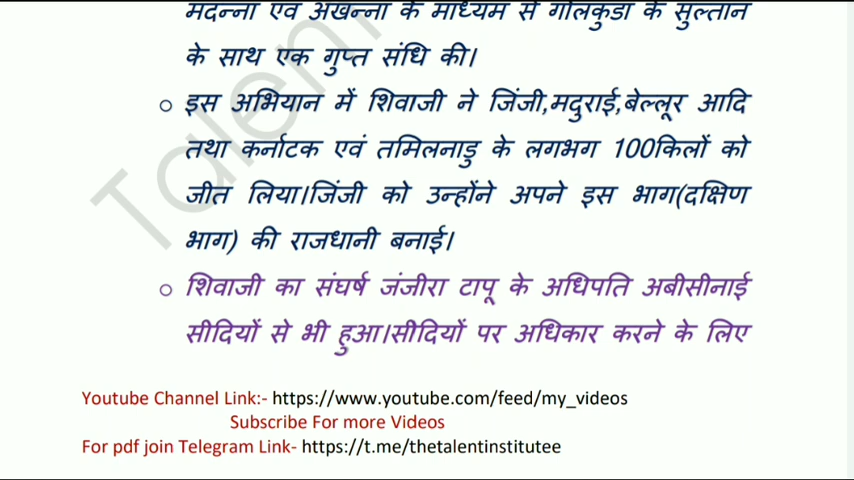 मदन्ना एवं अखन्ना के माध्यम से गोलकुंडा के सुल्तान
के साथ एक गुप्त संधि की।
○ इस अभियान में शिवाजी ने जिंजी,मदुराई,बेल्लूर आदि
तथा कर्नाटक एवं तमिलनाडु के लगभग 100किलों को
जीत लिया।जिंजी को उन्होंने अपने इस भाग(दक्षिण
भाग) की राजधानी बनाई।
○ शिवाजी का संघर्ष जंजीरा टापू के अधिपति अबीसीनाई
सीदियों से भी हुआ।सीदियों पर अधिकार करने के लिए
Youtube Channel Link:- https://www.youtube.com/feed/my_videos
Subscribe For more Videos
For pdf join Telegram Link- https://t.me/thetalentinstitutee
Talent